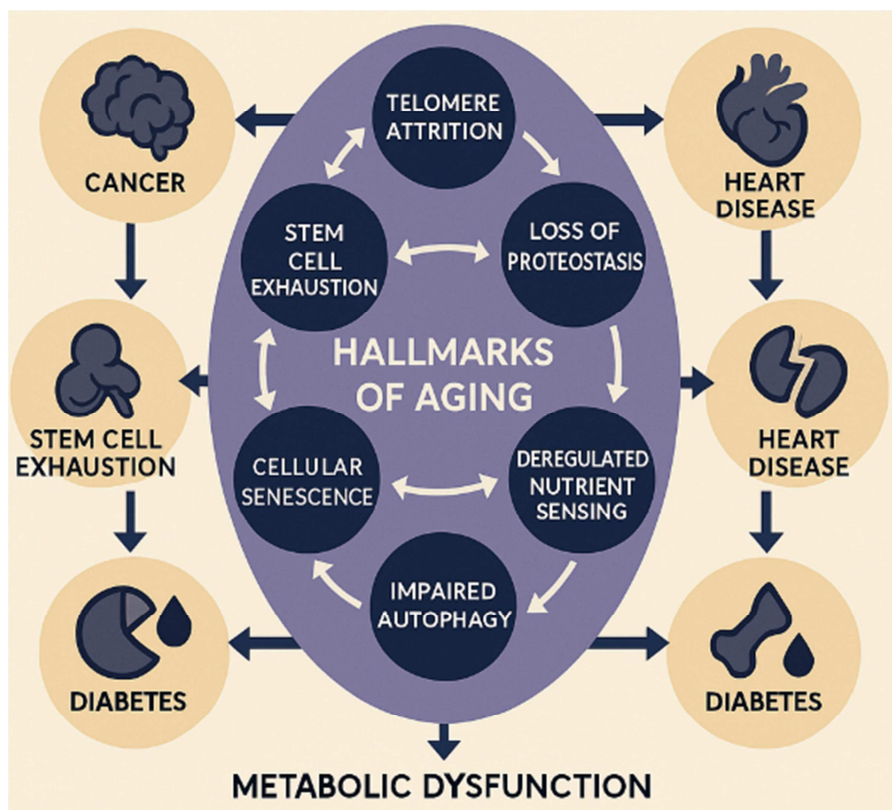 TELOMERE
ATTRITION
CANCER
HEART
DISEASE
STEM
CELL
EXHAUSTION
LOSS OF
PROTEOSTASIS
HALLMARKS
OF AGING
STEM CELL
EXHAUSTION
HEART
DISEASE
CELLULAR
SENESCENCE
DEREGULATED
NUTRIENT
SENSING
IMPAIRED
AUTOPHAGY
DIABETES
DIABETES
METABOLIC DYSFUNCTION